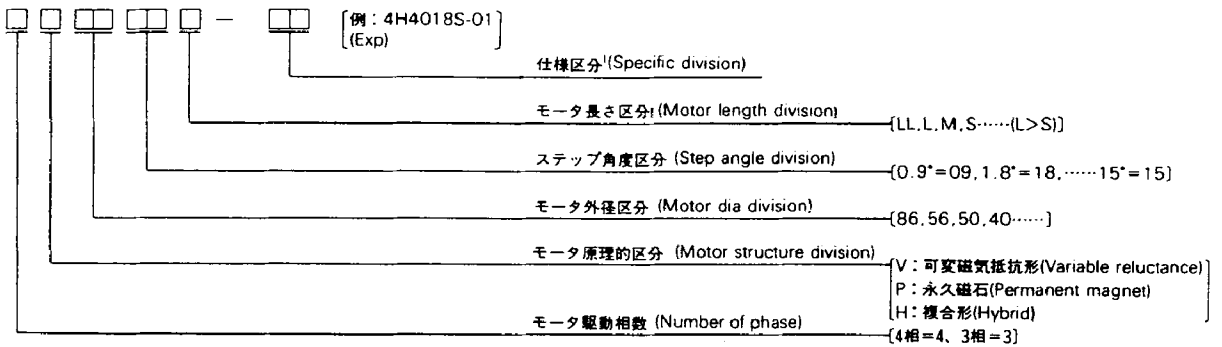 [例：4H4018S-01]
(Exp)
仕様区分(Specific division)
モータ長さ区分(Motor length division)
[LL,L,M,S……(L>S)]
ステップ角度区分 (Step angle division)
[0.9°=09,1.8°=18,……15°=15]
モータ外径区分 (Motor dia division)
[86,56,50,40……]
モータ原理的区分 (Motor structure division)
V：可変磁気抵抗形(Variable reluctance)
P：永久磁石(Permanent magnet)
H：複合形(Hybrid)
モータ駆動相数 (Number of phase)
[4相=4、3相=3]